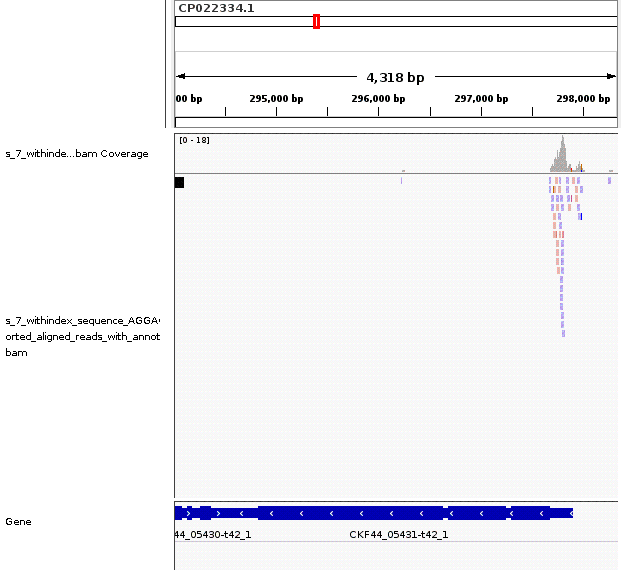 CP022334.1
4,318 bp
00 bp 295,000 bp 296,000 bp 297,000 bp 298,000 bp
s_7_withinde...bam Coverage
[0 - 18]
s_7_withindex_sequence_AGGA
orted_aligned_reads_with_annot
bam
Gene
44_05430-t42_1 CKF44_05431-t42_1